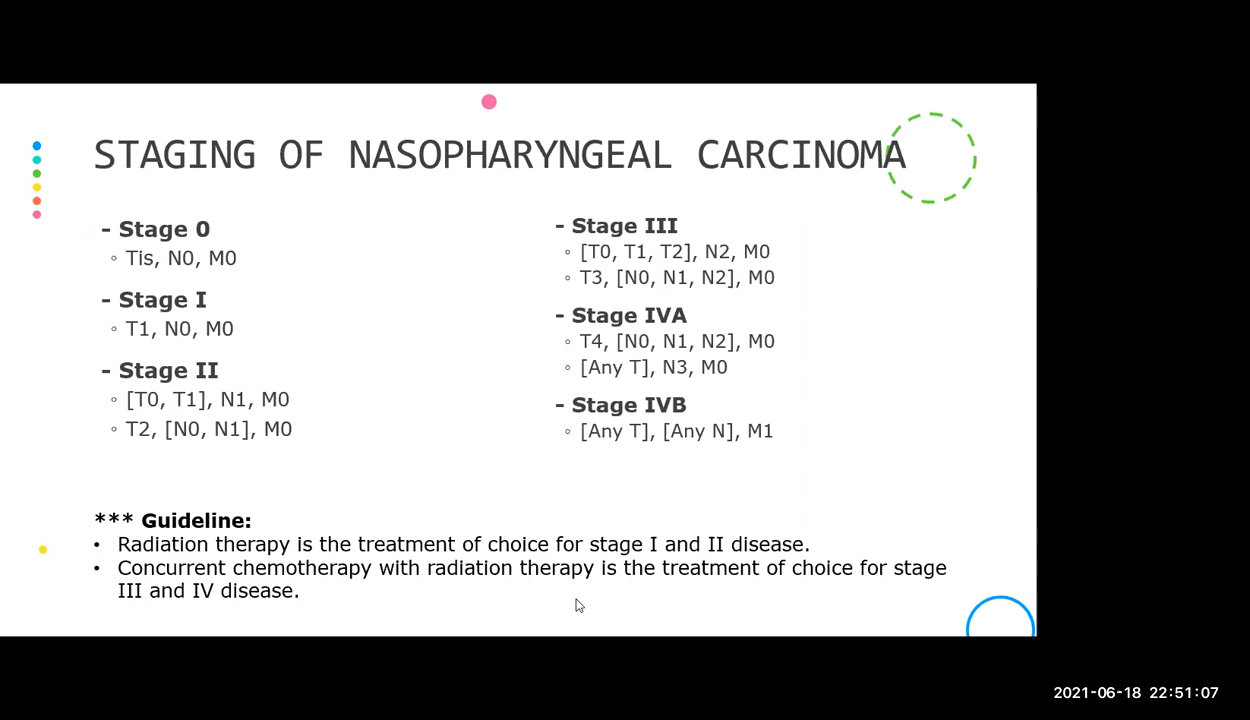 STAGING OF NASOPHARYNGEAL CARCINOMA
- Stage 0
◦ Tis, N0, M0
- Stage I
◦ T1, N0, M0
- Stage II
◦ [T0, T1], N1, M0
◦ T2, [N0, N1], M0
- Stage III
◦ [T0, T1, T2], N2, M0
◦ T3, [N0, N1, N2], M0
- Stage IVA
◦ T4, [N0, N1, N2], M0
◦ [Any T], N3, M0
- Stage IVB
◦ [Any T], [Any N], M1
*** Guideline:
• Radiation therapy is the treatment of choice for stage I and II disease.
• Concurrent chemotherapy with radiation therapy is the treatment of choice for stage
III and IV disease.
2021-06-18 22:51:07